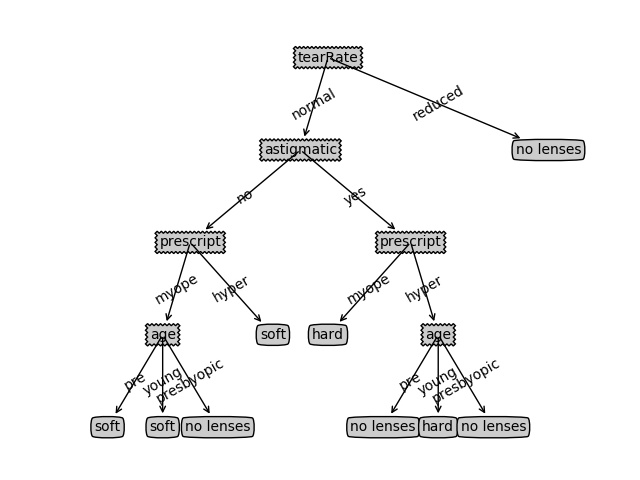 tearRate
normal
reduced
astigmatic
no lenses
no
yes
prescript
prescript
myope
hyper
myope
hyper
age
soft
hard
age
pre
young
presbyopic
pre
young
presbyopic
soft
soft
no lenses
no lenses
hard
no lenses